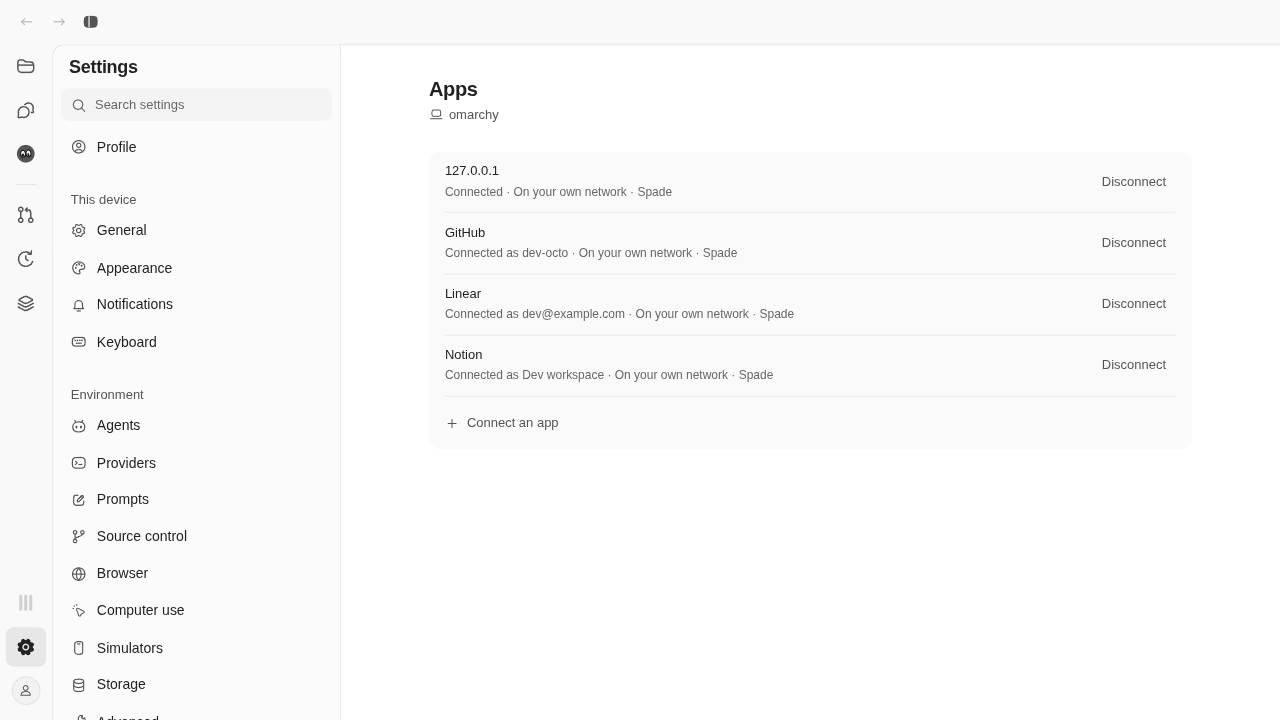 Settings
Search settings
Profile
This device
General
Appearance
Notifications
Keyboard
Environment
Agents
Providers
Prompts
Source control
Browser
Computer use
Simulators
Storage
Advanced
Apps
omarchy
127.0.0.1
Connected · On your own network · Spade
Disconnect
GitHub
Connected as dev-octo · On your own network · Spade
Disconnect
Linear
Connected as dev@example.com · On your own network · Spade
Disconnect
Notion
Connected as Dev workspace · On your own network · Spade
Disconnect
Connect an app